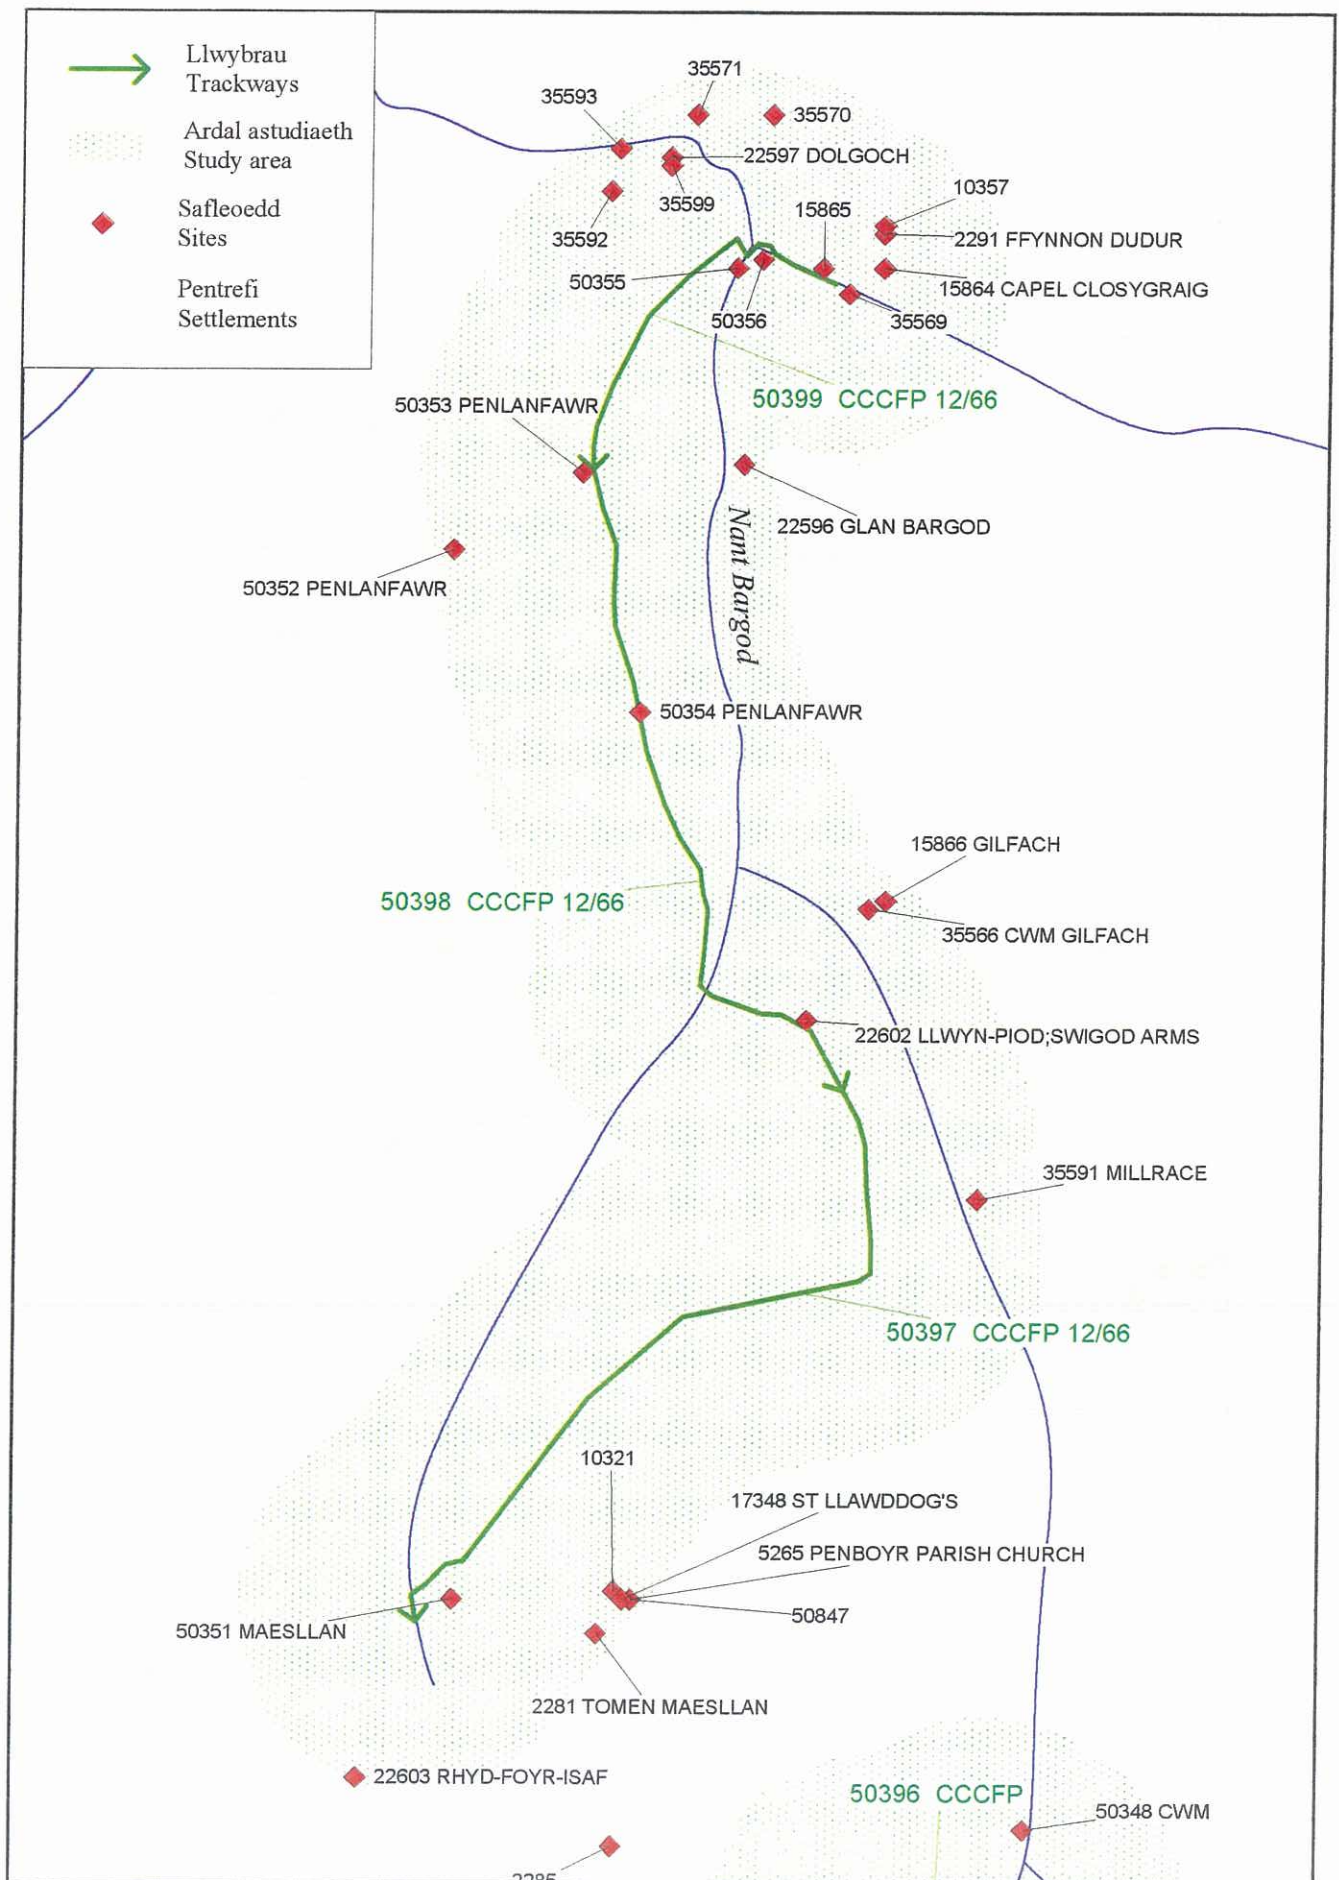 Llwybrau
Trackways
Ardal astudiaeth
Study area
Safleoedd
Sites
Pentrefi
Settlements
35571
35593
35570
22597 DOLGOCH
35599
10357
15865
35592
2291 FFYNNON DUDUR
50355
15864 CAPEL CLOSYGRAIG
50356
35569
50399 CCCFP 12/66
50353 PENLANFAWR
22596 GLAN BARGOD
Nant Bargod
50352 PENLANFAWR
50354 PENLANFAWR
15866 GILFACH
50398 CCCFP 12/66
35566 CWM GILFACH
22602 LLWYN-PIOD;SWIGOD ARMS
35591 MILLRACE
50397 CCCFP 12/66
10321
17348 ST LLAWDDOG'S
5265 PENBOYR PARISH CHURCH
50847
50351 MAESLLAN
2281 TOMEN MAESLLAN
22603 RHYD-FOYR-ISAF
50396 CCCFP
50348 CWM